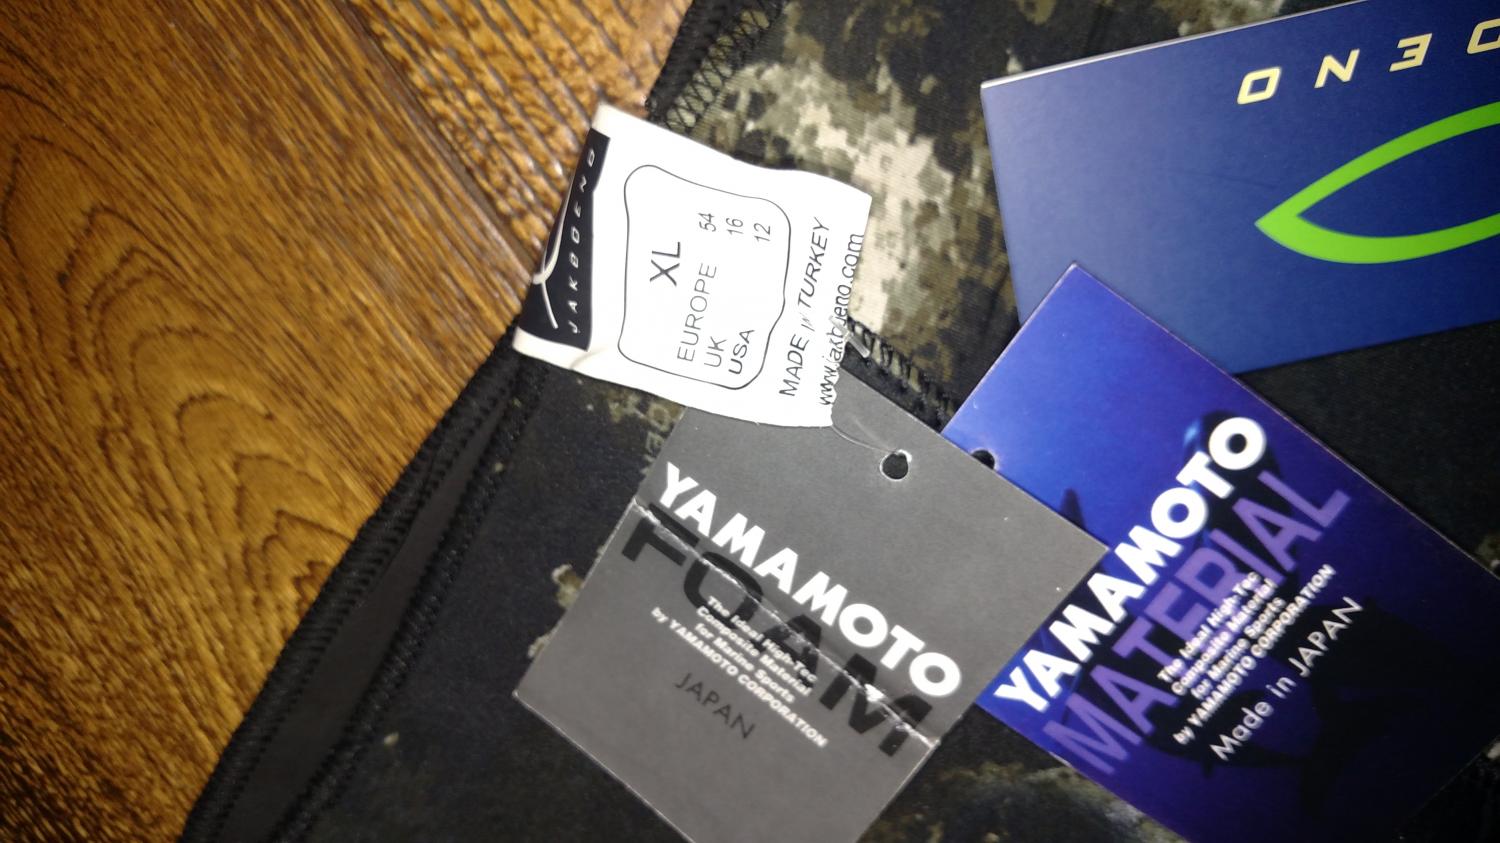 JAKBOENO
XL
EUROPE 54
UK 16
USA 12
MADE IN TURKEY
www.jakboeno.com
OENO
YAMAMOTO
FOAM
The Ideal High-Tec
Composite Material
for Marine Sports
by YAMAMOTO CORPORATION
JAPAN
YAMAMOTO
MATERIAL
The Ideal High-Tec
Composite Material
for Marine Sports
by YAMAMOTO CORPORATION
Made in JAPAN